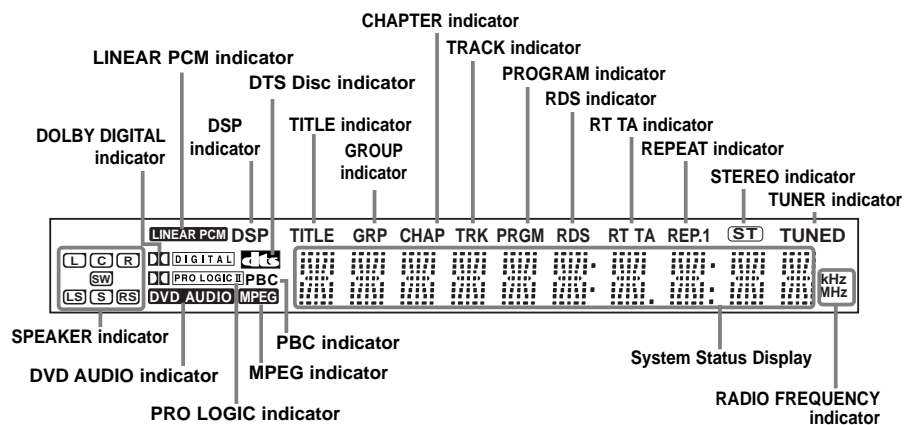 CHAPTER indicator
TRACK indicator
LINEAR PCM indicator
PROGRAM indicator
DTS Disc indicator
RDS indicator
DSP
indicator
TITLE indicator
RT TA indicator
DOLBY DIGITAL
indicator
GROUP
indicator
REPEAT indicator
STEREO indicator
TUNER indicator
LINEAR PCM DSP TITLE GRP CHAP TRK PRGM RDS RT TA REP.1 ST TUNED
L C R DIGITAL dts
SW PRO LOGIC II PBC kHz
LS S RS DVD AUDIO MPEG MHz
SPEAKER indicator
PBC indicator
System Status Display
DVD AUDIO indicator
MPEG indicator
RADIO FREQUENCY
indicator
PRO LOGIC indicator